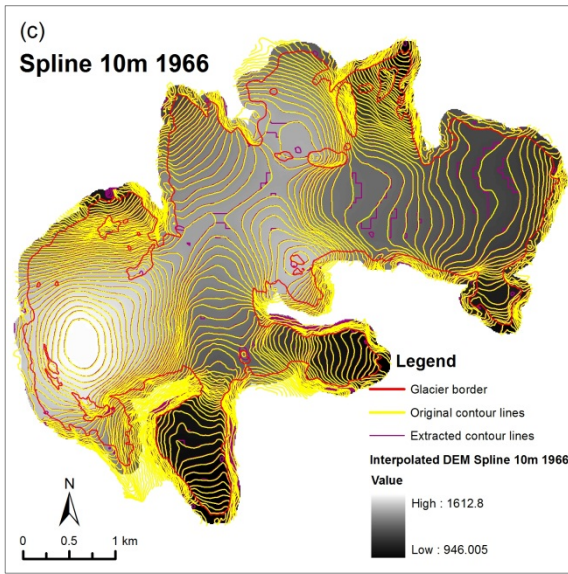 (c)
Spline 10m 1966
Legend
Glacier border
Original contour lines
Extracted contour lines
Interpolated DEM Spline 10m 1966
Value
High : 1612.8
Low : 946.005
N
0 0.5 1 km